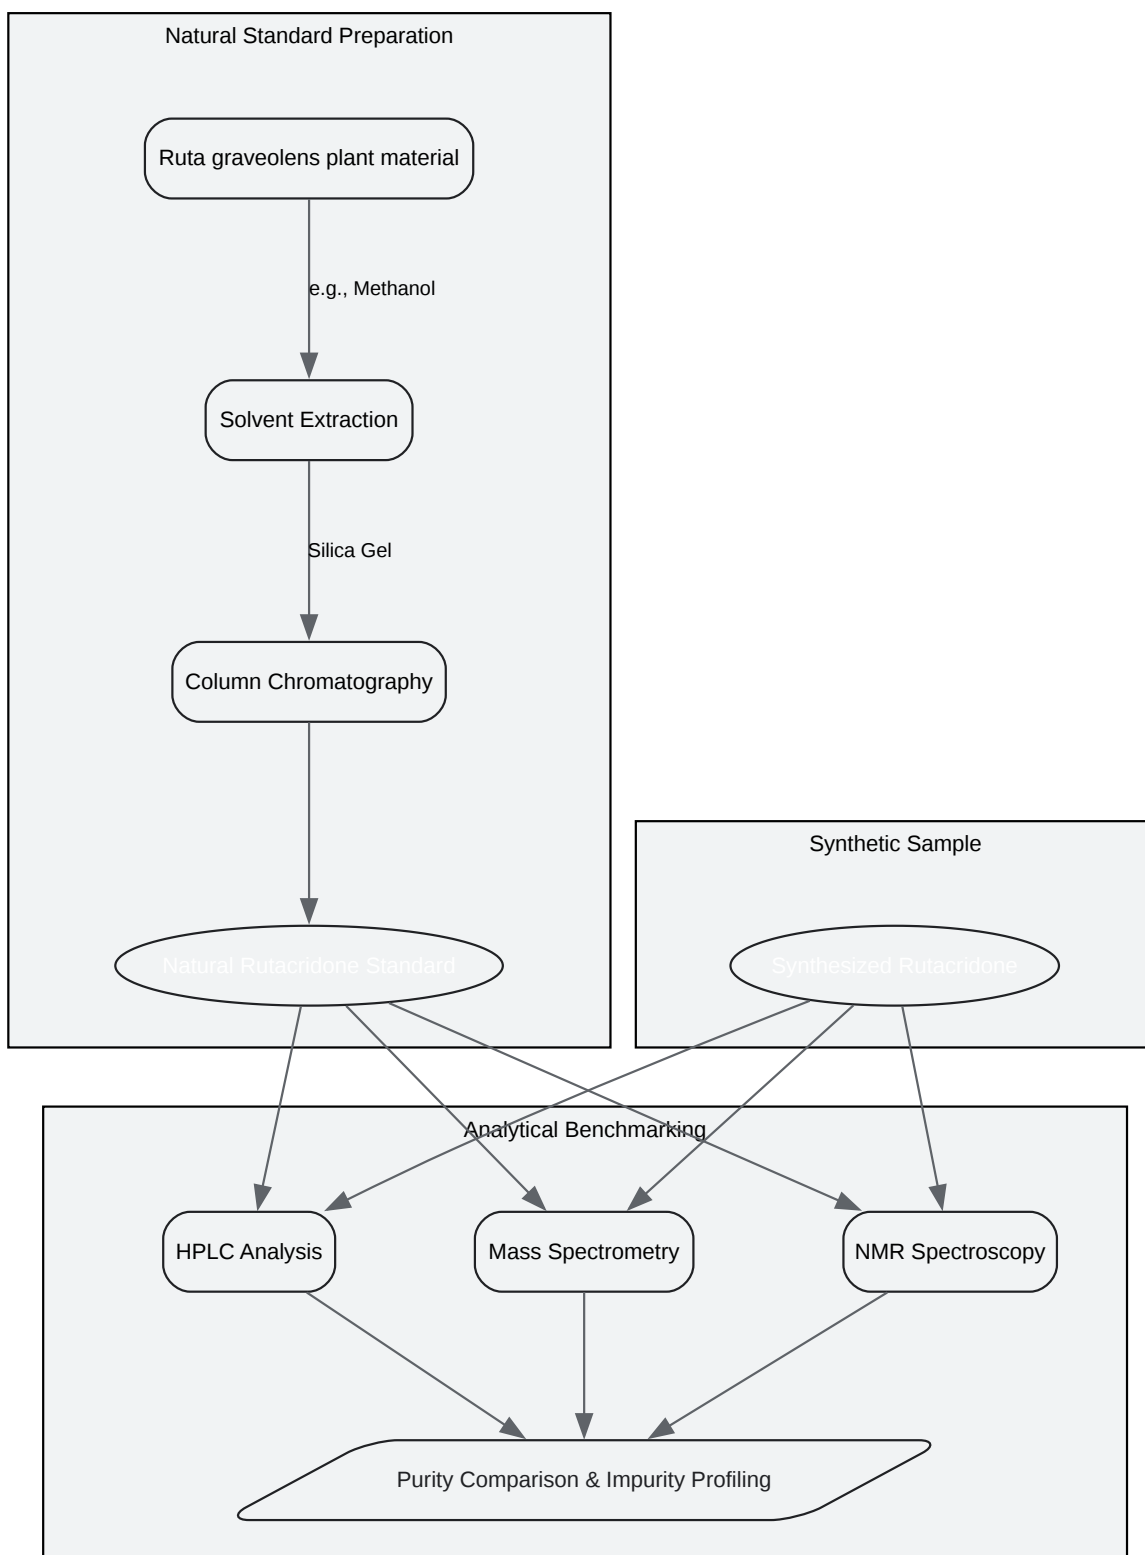 Natural Standard Preparation
Ruta graveolens plant material
e.g., Methanol
Solvent Extraction
Silica Gel
Column Chromatography
Synthetic Sample
Natural Rutacridone Standard
Synthesized Rutacridone
Analytical Benchmarking
HPLC Analysis
Mass Spectrometry
NMR Spectroscopy
Purity Comparison & Impurity Profiling